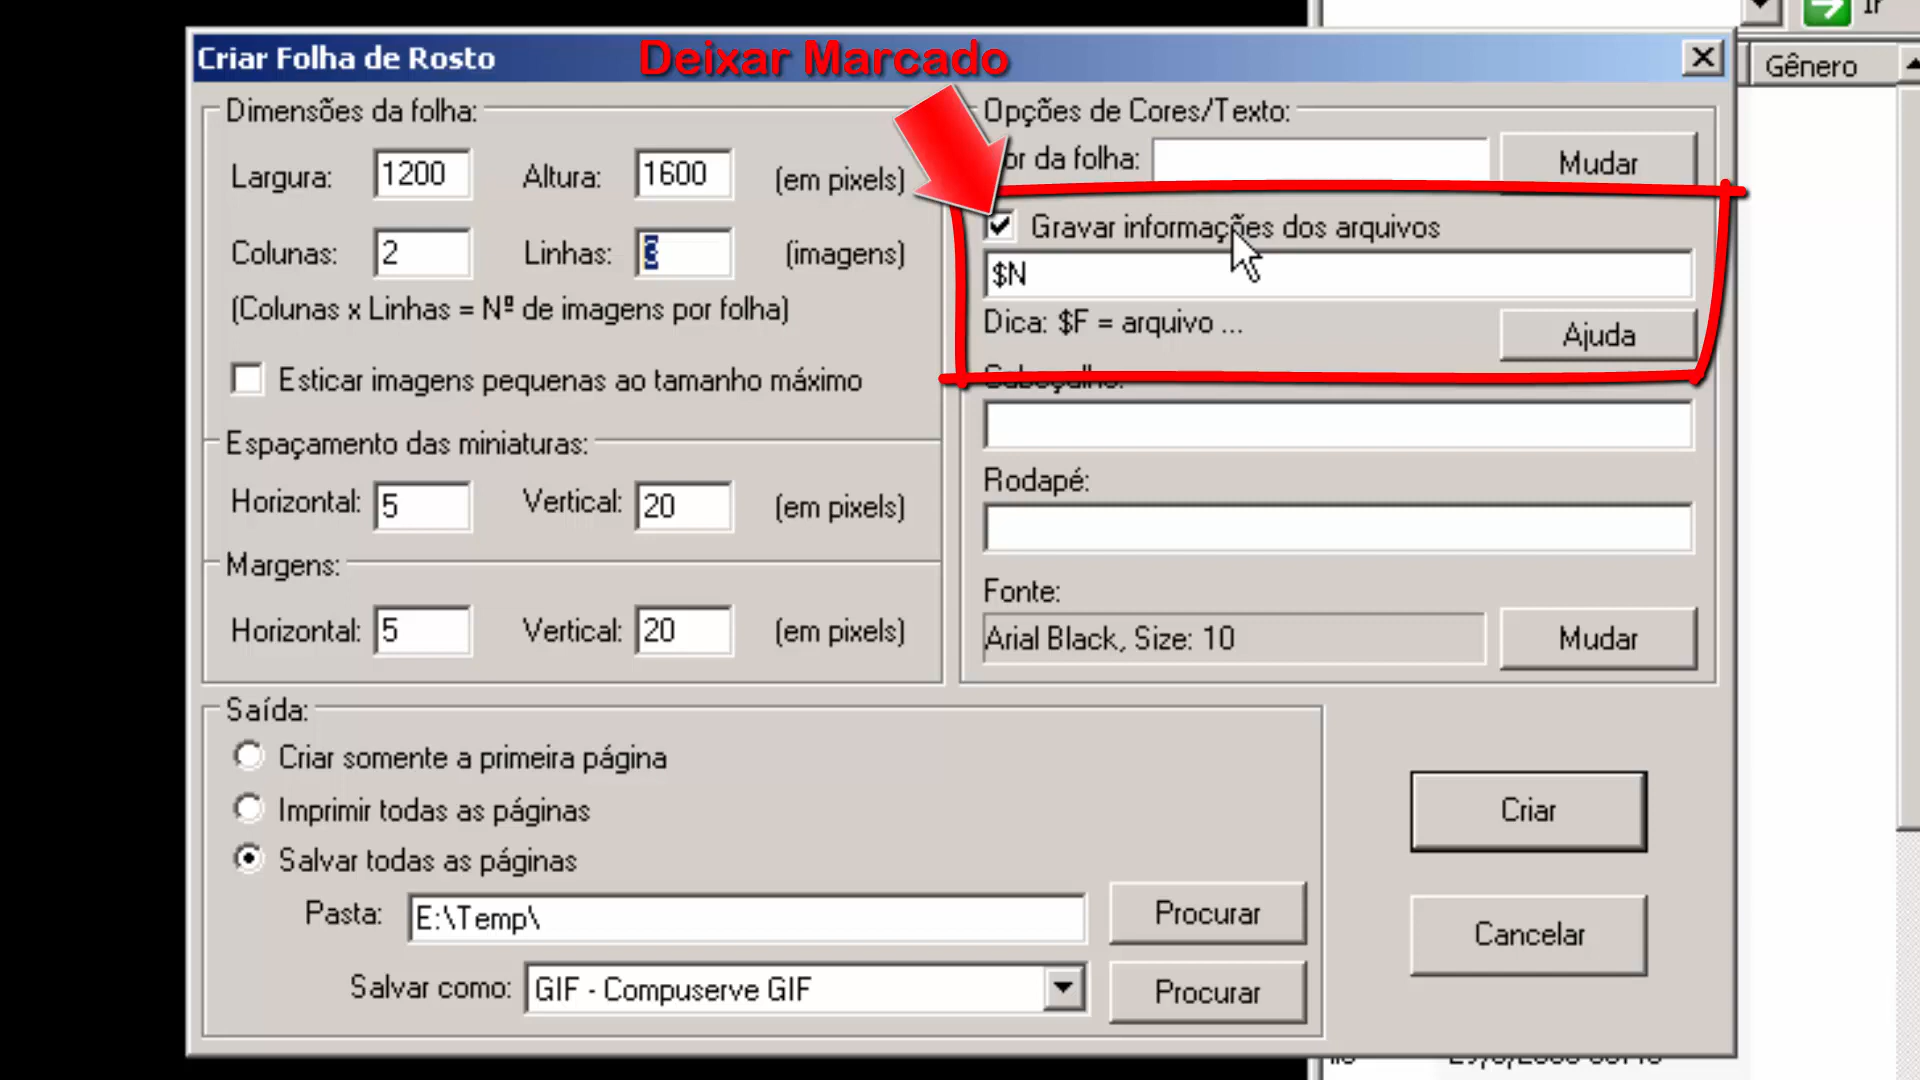 Ir
Criar Folha de Rosto
Deixar Marcado
Gênero
Dimensões da folha:
Largura: 1200 Altura: 1600 (em pixels)
Colunas: 2 Linhas: 3 (imagens)
(Colunas x Linhas = Nº de imagens por folha)
Esticar imagens pequenas ao tamanho máximo
Espaçamento das miniaturas:
Horizontal: 5 Vertical: 20 (em pixels)
Margens:
Horizontal: 5 Vertical: 20 (em pixels)
Opções de Cores/Texto:
or da folha: Mudar
Gravar informações dos arquivos
$N
Dica: $F = arquivo ... Ajuda
Cabeçalho:
Rodapé:
Fonte:
Arial Black, Size: 10 Mudar
Saída:
Criar somente a primeira página
Imprimir todas as páginas
Salvar todas as páginas
Pasta: E:\Temp\ Procurar
Salvar como: GIF - Compuserve GIF Procurar
Criar
Cancelar